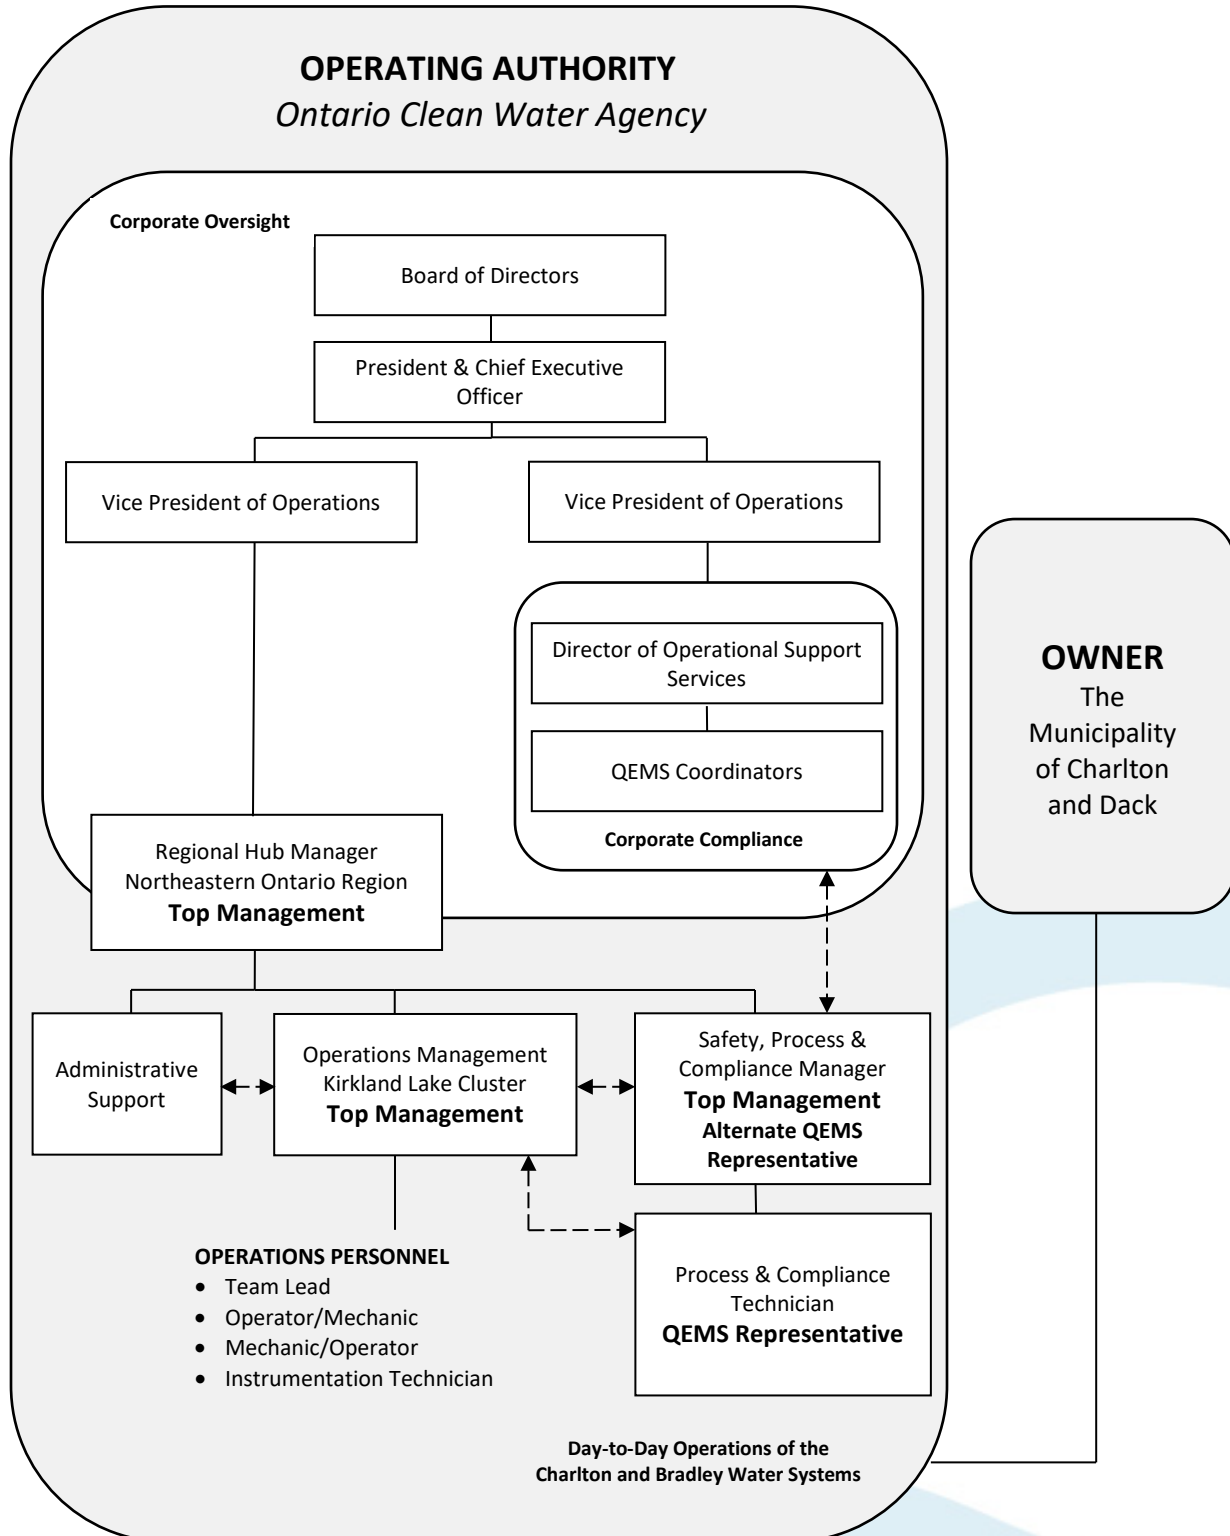 OPERATING AUTHORITY
Ontario Clean Water Agency
Corporate Oversight
Board of Directors
President & Chief Executive
Officer
Vice President of Operations
Vice President of Operations
Director of Operational Support
Services
QEMS Coordinators
Corporate Compliance
OWNER
The
Municipality
of Charlton
and Dack
Regional Hub Manager
Northeastern Ontario Region
Top Management
Administrative
Support
Operations Management
Kirkland Lake Cluster
Top Management
Safety, Process &
Compliance Manager
Top Management
Alternate QEMS
Representative
OPERATIONS PERSONNEL
• Team Lead
• Operator/Mechanic
• Mechanic/Operator
• Instrumentation Technician
Process & Compliance
Technician
QEMS Representative
Day-to-Day Operations of the
Charlton and Bradley Water Systems